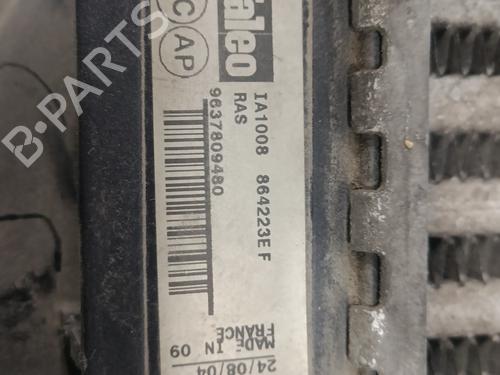 valeo
C AP
IA1008 864223E F
RAS
9637809480
MADE IN 09
FRANCE
24/08/04
B-PARTS